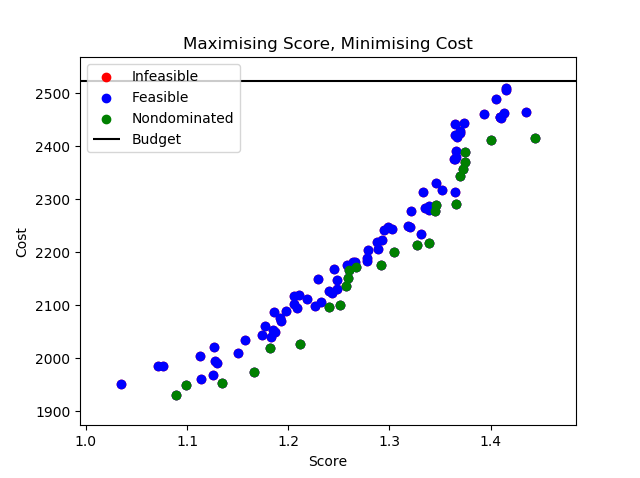 Maximising Score, Minimising Cost
Infeasible
Feasible
Nondominated
Budget
2500
2400
2300
2200
2100
2000
1900
Cost
1.0 1.1 1.2 1.3 1.4
Score